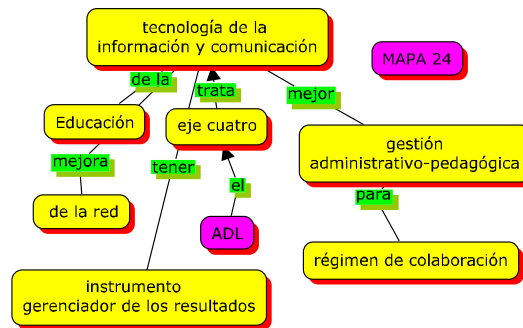 tecnología de la
información y comunicación
MAPA 24
de la
trata
mejor
Educación
eje cuatro
gestión
administrativo-pedagógica
mejora
tener
el
para
de la red
ADL
régimen de colaboración
instrumento
gerenciador de los resultados